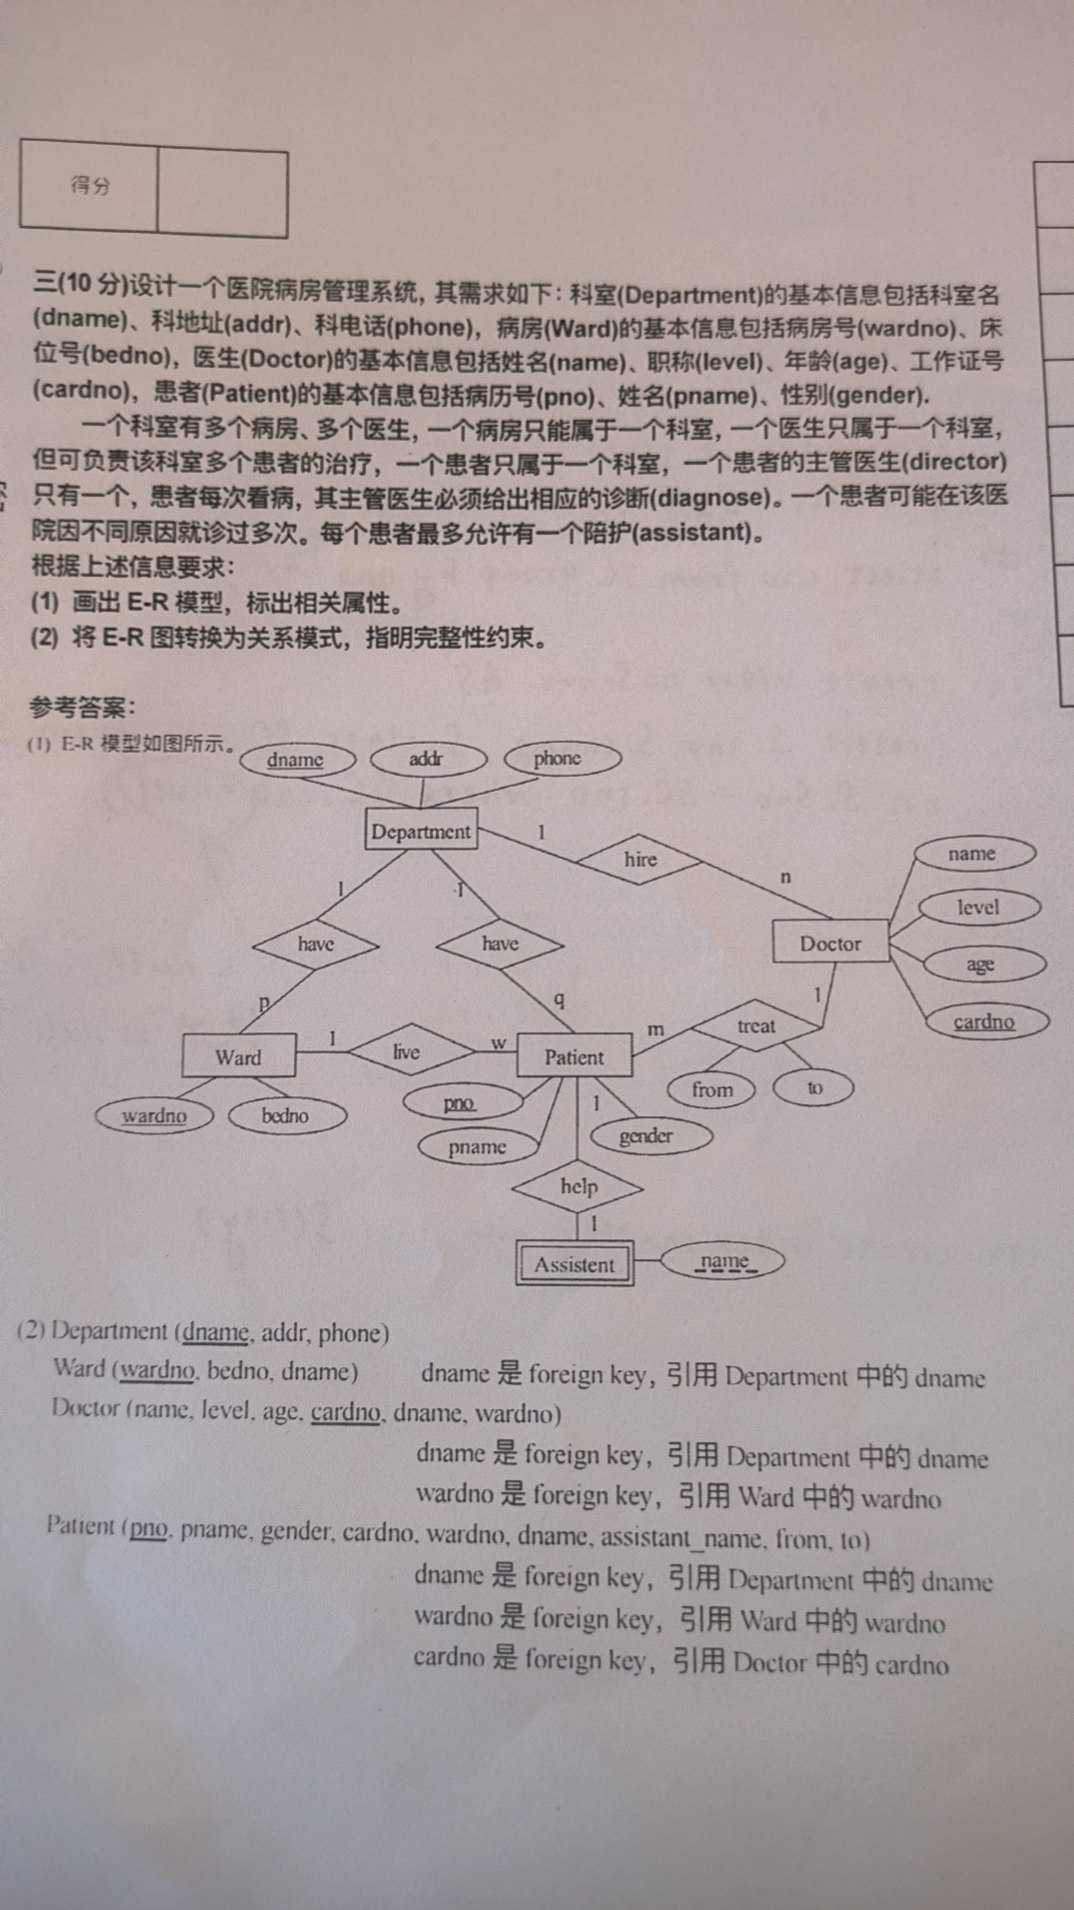 得分
三(10 分)设计一个医院病房管理系统, 其需求如下：科室(Department)的基本信息包括科室名
(dname)、科地址(addr)、科电话(phone)，病房(Ward)的基本信息包括病房号(wardno)、床
位号(bedno)，医生(Doctor)的基本信息包括姓名(name)、职称(level)、年龄(age)、工作证号
(cardno)，患者(Patient)的基本信息包括病历号(pno)、姓名(pname)、性别(gender).
一个科室有多个病房、多个医生, 一个病房只能属于一个科室, 一个医生只属于一个科室,
但可负责该科室多个患者的治疗，一个患者只属于一个科室，一个患者的主管医生(director)
只有一个, 患者每次看病, 其主管医生必须给出相应的诊断(diagnose)。一个患者可能在该医
院因不同原因就诊过多次。每个患者最多允许有一个陪护(assistant)。
根据上述信息要求：
(1) 画出 E-R 模型，标出相关属性。
(2) 将 E-R 图转换为关系模式，指明完整性约束。
参考答案：
(1) E-R 模型如图所示。
dname addr phone
Department 1 hire n
name
level
age
cardno
Doctor
1 1
have have
p q
1
Ward 1 live w Patient m treat
wardno bedno pno pname 1 gender from to
help
1
Assistent name
(2) Department (dname, addr, phone)
Ward (wardno, bedno, dname) dname 是 foreign key，引用 Department 中的 dname
Doctor (name, level, age, cardno, dname, wardno)
dname 是 foreign key，引用 Department 中的 dname
wardno 是 foreign key，引用 Ward 中的 wardno
Patient (pno, pname, gender, cardno, wardno, dname, assistant_name, from, to)
dname 是 foreign key，引用 Department 中的 dname
wardno 是 foreign key，引用 Ward 中的 wardno
cardno 是 foreign key，引用 Doctor 中的 cardno